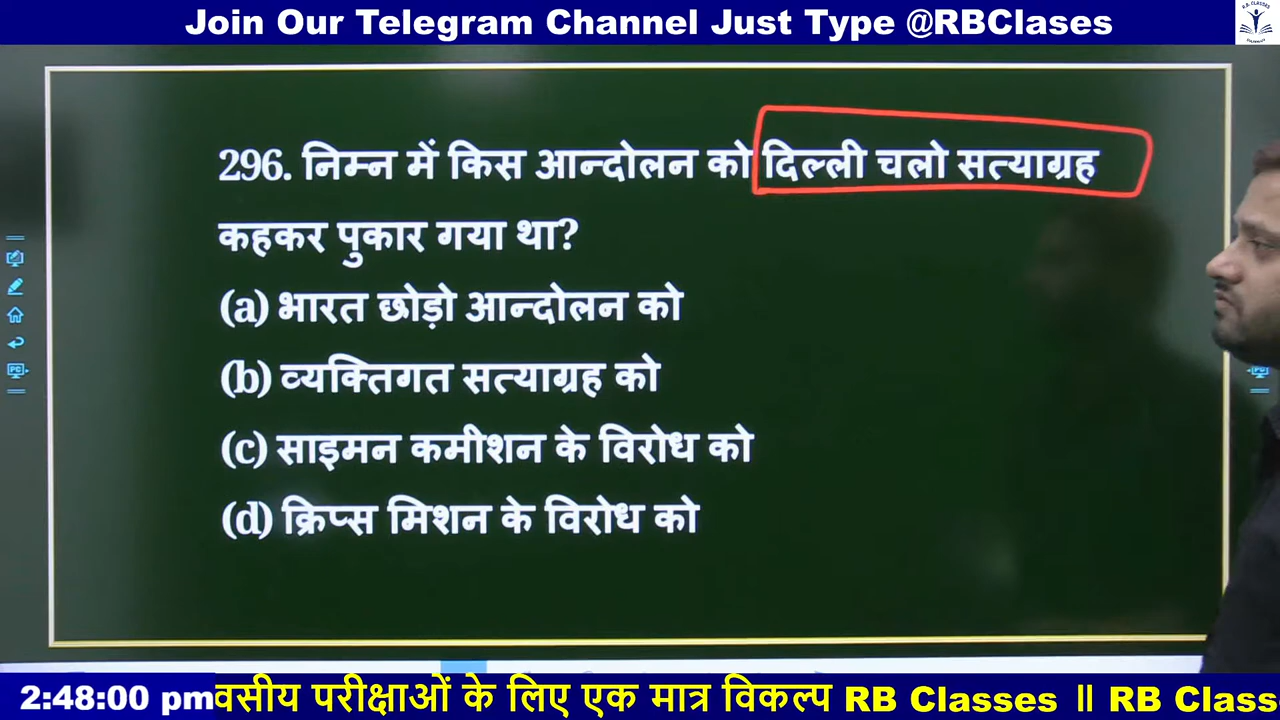 Join Our Telegram Channel Just Type @RBClases
296. निम्न में किस आन्दोलन को दिल्ली चलो सत्याग्रह
कहकर पुकार गया था?
(a) भारत छोड़ो आन्दोलन को
(b) व्यक्तिगत सत्याग्रह को
(c) साइमन कमीशन के विरोध को
(d) क्रिप्स मिशन के विरोध को
2:48:00 pm वसीय परीक्षाओं के लिए एक मात्र विकल्प RB Classes || RB Class